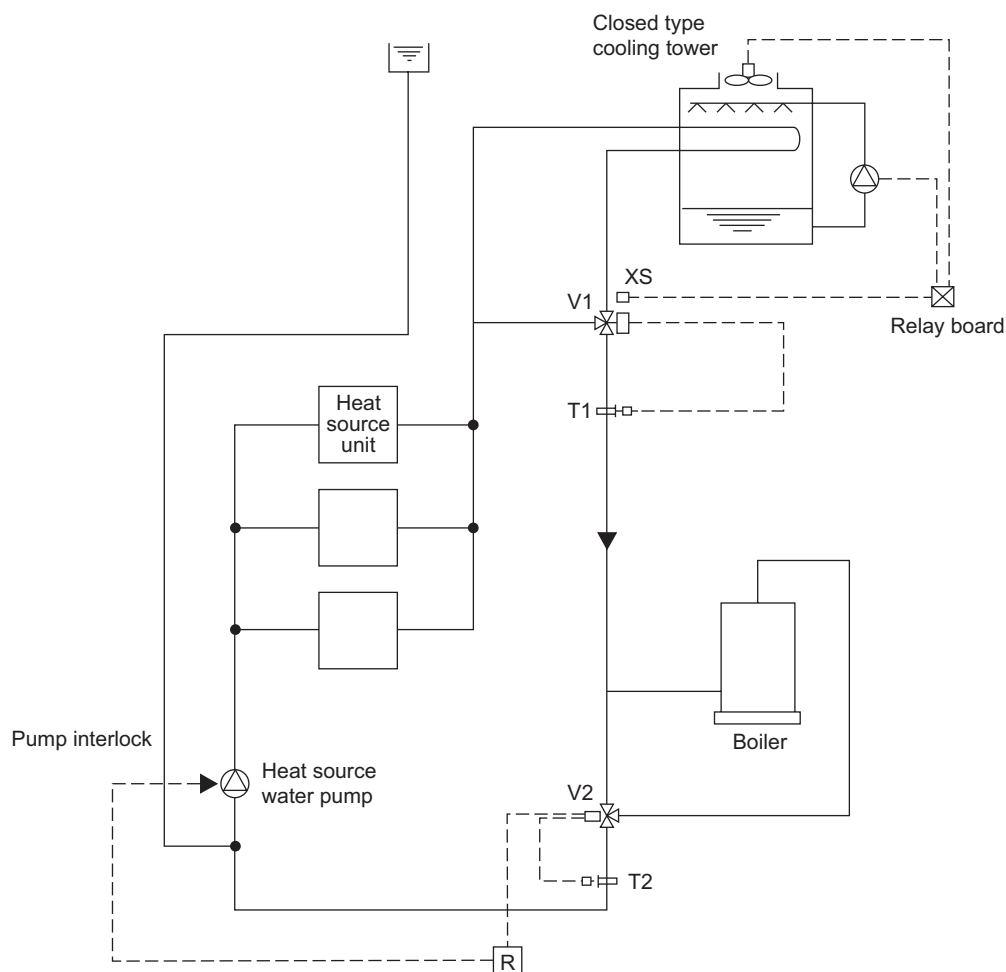 Closed type
cooling tower
XS
V1
Relay board
T1
Heat
source
unit
Pump interlock
Heat source
water pump
Boiler
V2
T2
R